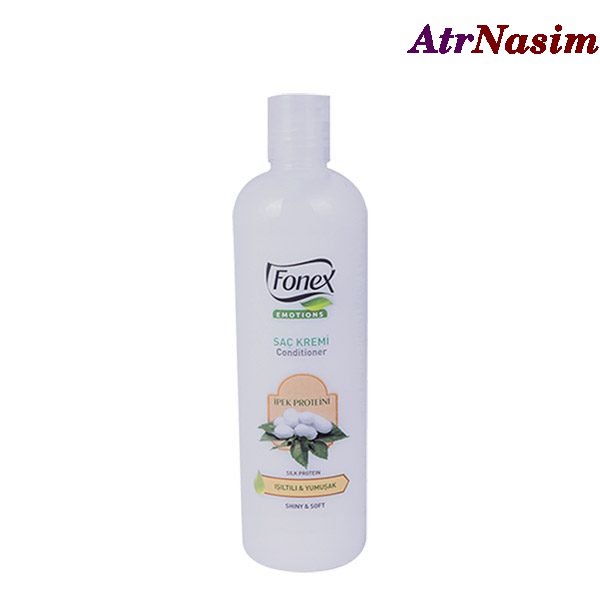 AtrNasim
Fonex
EMOTIONS
SAÇ KREMİ
Conditioner
İPEK PROTEİNİ
SILK PROTEIN
IŞILTILI & YUMUŞAK
SHINY & SOFT